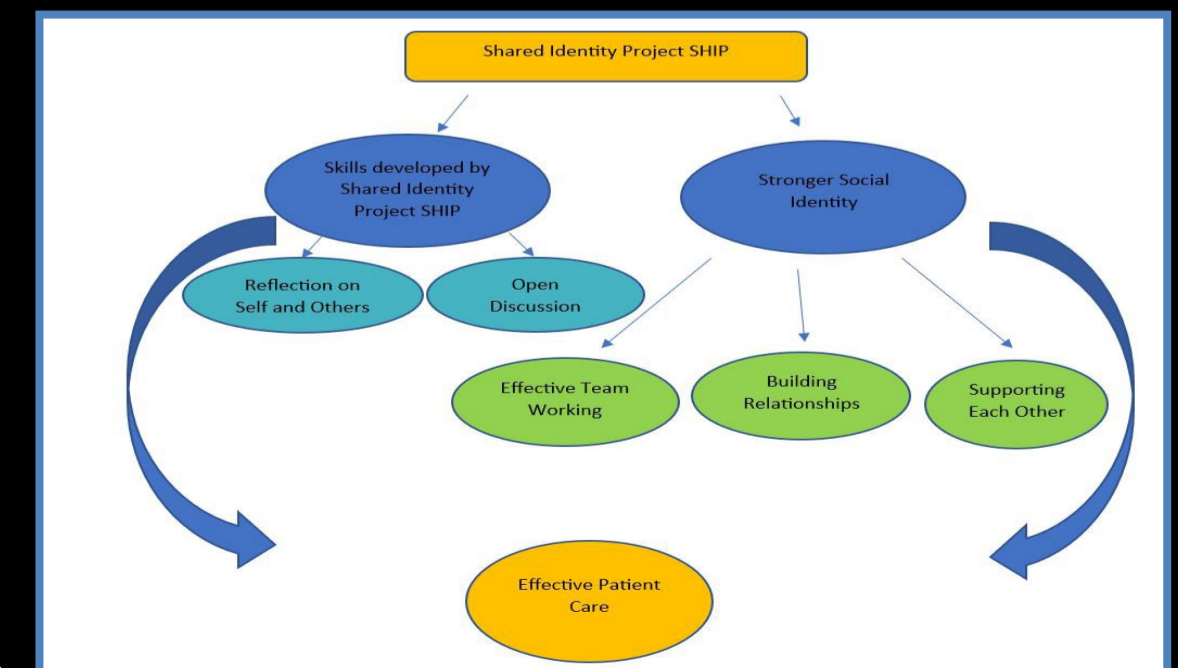 Shared Identity Project SHIP
Skills developed by
Shared Identity
Project SHIP
Stronger Social
Identity
Reflection on
Self and Others
Open
Discussion
Effective Team
Working
Building
Relationships
Supporting
Each Other
Effective Patient
Care